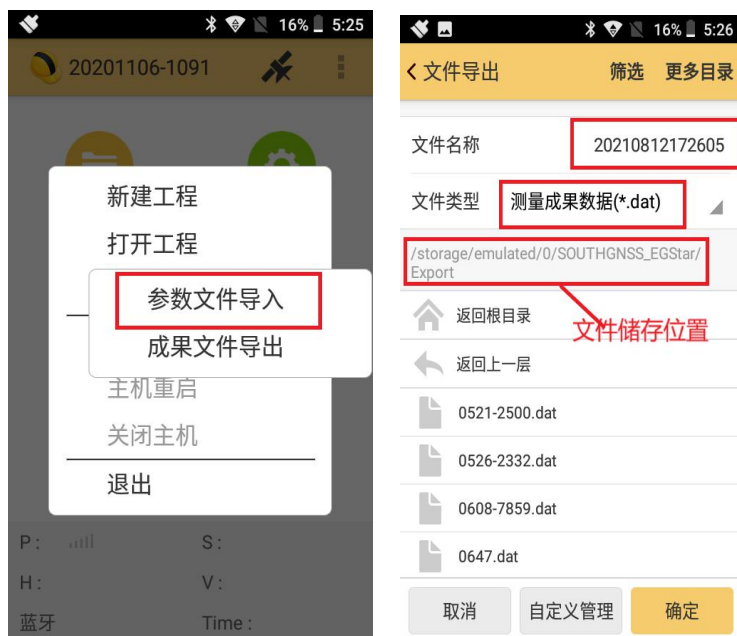 16% 5:25
20201106-1091
新建工程
打开工程
参数文件导入
成果文件导出
主机重启
关闭主机
退出
P: S:
H: V:
蓝牙 Time:
16% 5:26
文件导出 筛选 更多目录
文件名称 20210812172605
文件类型 测量成果数据(*.dat)
/storage/emulated/0/SOUTHGNSS_EGStar/
Export
返回根目录
文件储存位置
返回上一层
0521-2500.dat
0526-2332.dat
0608-7859.dat
0647.dat
取消 自定义管理 确定